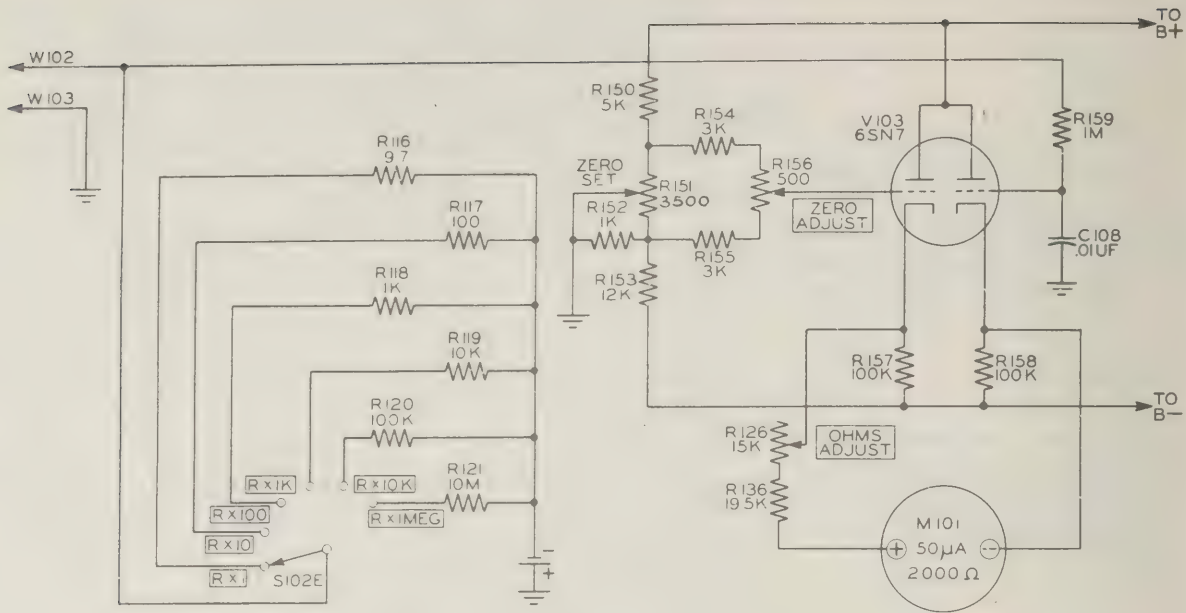 TO
B+
W102
W103
R150
5K
R154
3K
V103
6SN7
R159
1M
R116
9.7
ZERO
SET
R151
3500
R156
500
R152
1K
ZERO
ADJUST
R117
100
R155
3K
C108
.01UF
R118
1K
R153
12K
R119
10K
R157
100K
R158
100K
R120
100K
TO
B-
R126
15K
OHMS
ADJUST
R×1K
R×10K
R121
10M
R136
19.5K
R×100
R×1MEG
R×10
M101
50µA
2000Ω
+
-
-
+
R×1
S102E